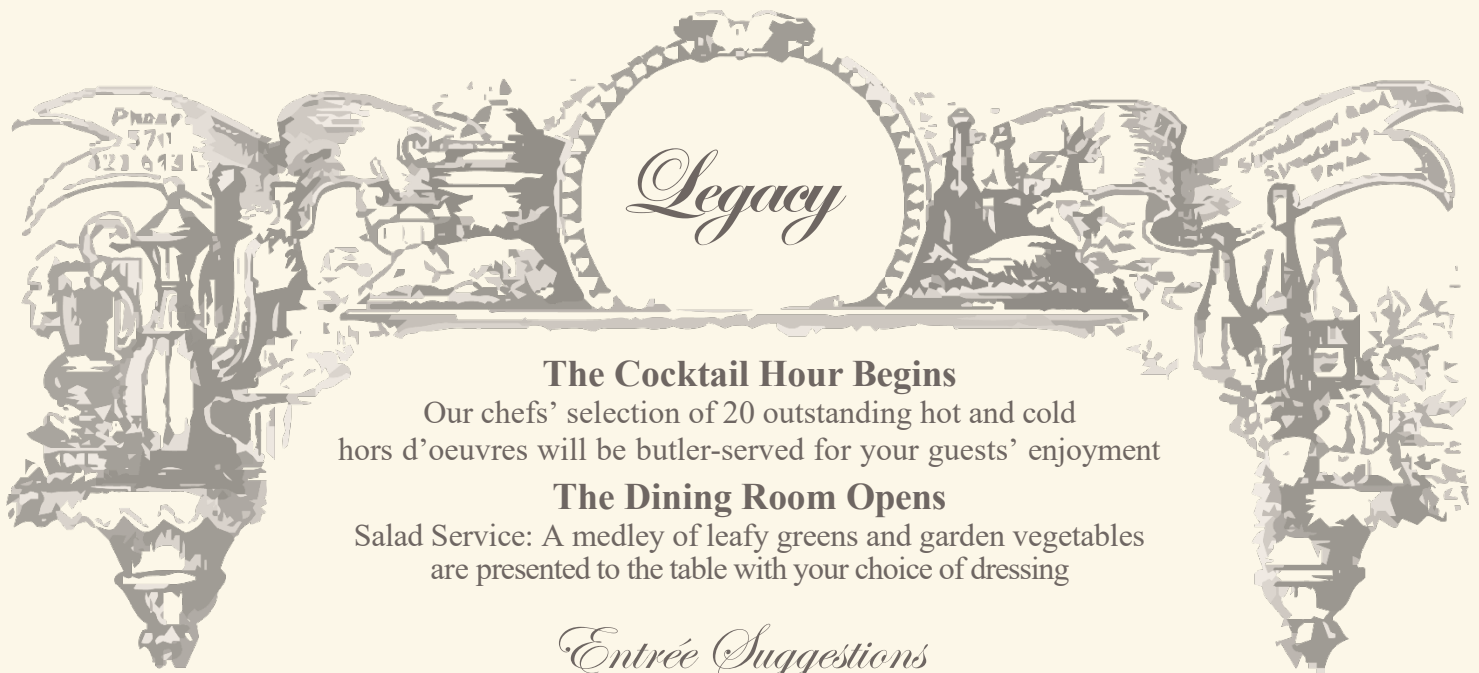 Phone
570
Legacy
The Cocktail Hour Begins
Our chefs’ selection of 20 outstanding hot and cold
hors d’oeuvres will be butler-served for your guests’ enjoyment
The Dining Room Opens
Salad Service: A medley of leafy greens and garden vegetables
are presented to the table with your choice of dressing
Entrée Suggestions